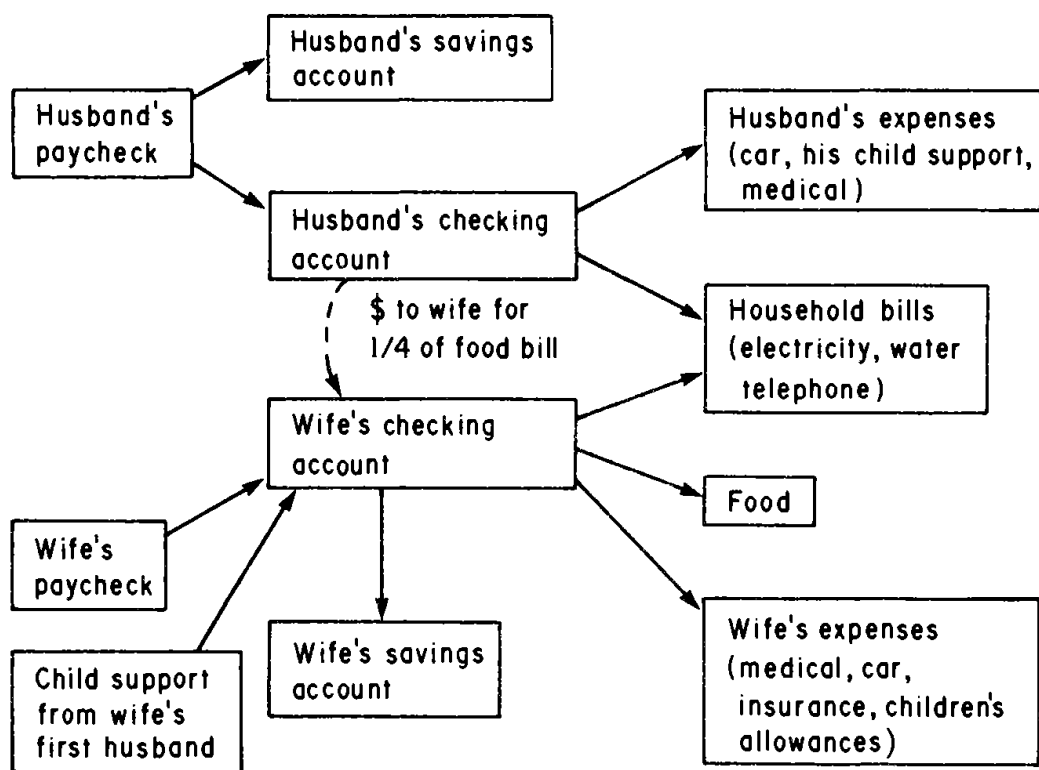 Husband's savings
account
Husband's
paycheck
Husband's expenses
(car, his child support,
medical)
Husband's checking
account
$ to wife for
1/4 of food bill
Household bills
(electricity, water
telephone)
Wife's checking
account
Food
Wife's
paycheck
Wife's savings
account
Wife's expenses
(medical, car,
insurance, children's
allowances)
Child support
from wife's
first husband